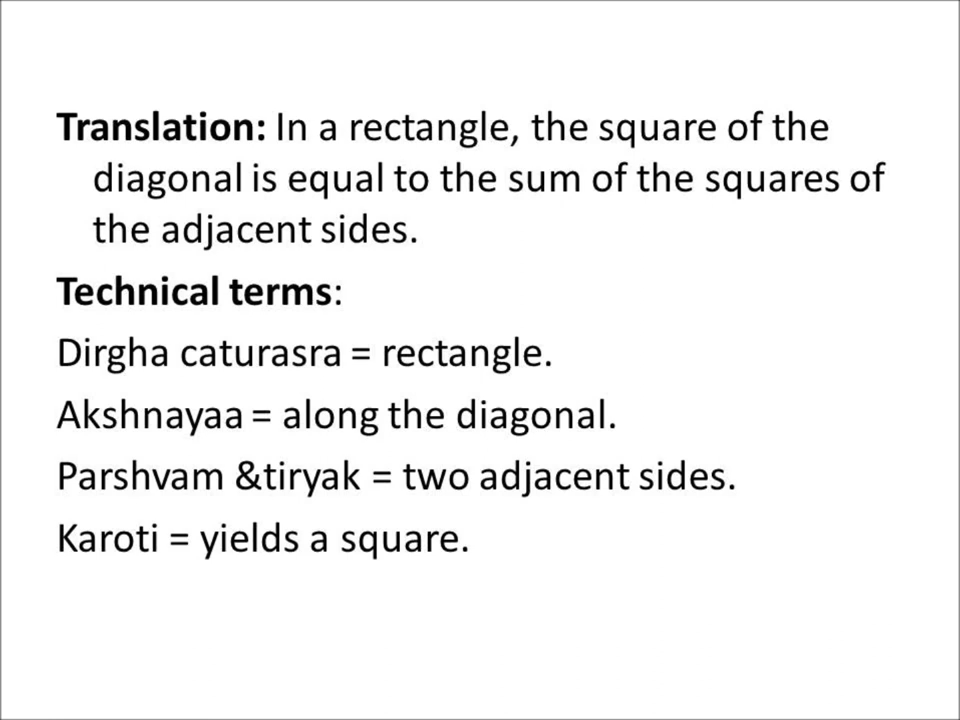 Translation: In a rectangle, the square of the
diagonal is equal to the sum of the squares of
the adjacent sides.
Technical terms:
Dirgha caturasra = rectangle.
Akshnayaa = along the diagonal.
Parshvam &tiryak = two adjacent sides.
Karoti = yields a square.